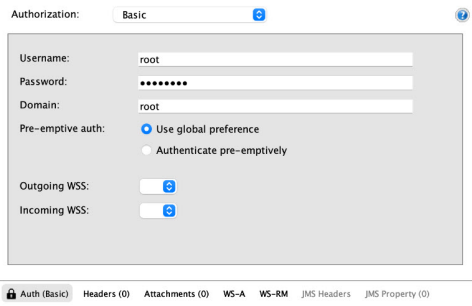 Authorization: Basic
Username: root
Password: ••••••••
Domain: root
Pre-emptive auth: Use global preference
Authenticate pre-emptively
Outgoing WSS:
Incoming WSS:
Auth (Basic) Headers (0) Attachments (0) WS-A WS-RM JMS Headers JMS Property (0)